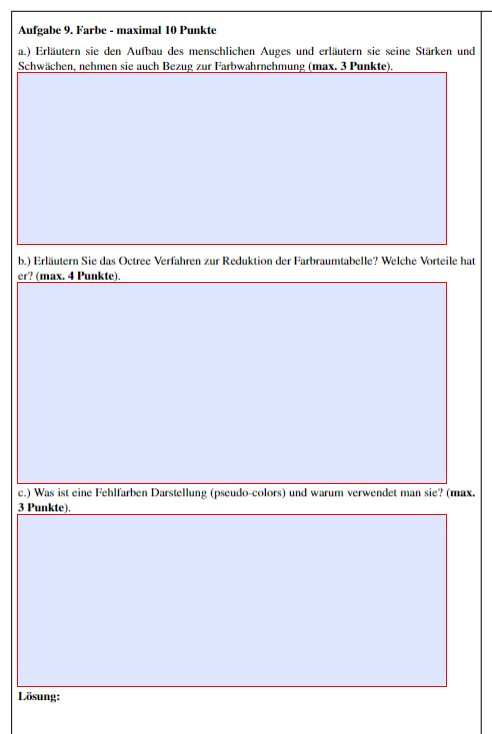 Aufgabe 9. Farbe - maximal 10 Punkte
a.) Erläutern sie den Aufbau des menschlichen Auges und erläutern sie seine Stärken und
Schwächen, nehmen sie auch Bezug zur Farbwahrnehmung (max. 3 Punkte).
b.) Erläutern Sie das Octree Verfahren zur Reduktion der Farbraumtabelle? Welche Vorteile hat
er? (max. 4 Punkte).
c.) Was ist eine Fehlfarben Darstellung (pseudo-colors) und warum verwendet man sie? (max.
3 Punkte).
Lösung: